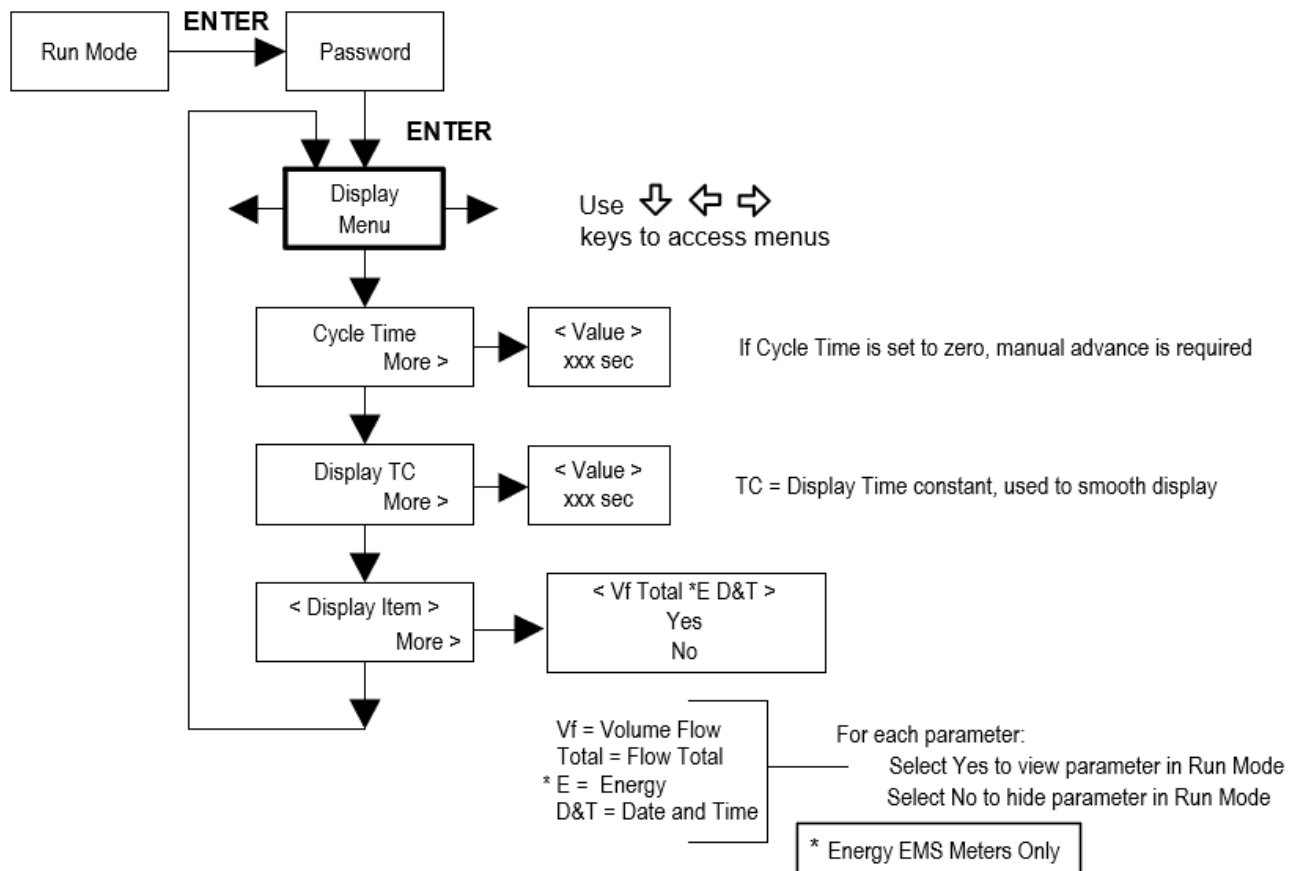 ENTER
Run Mode
Password
ENTER
Display
Menu
Use
keys to access menus
Cycle Time
More >
< Value >
xxx sec
If Cycle Time is set to zero, manual advance is required
Display TC
More >
< Value >
xxx sec
TC = Display Time constant, used to smooth display
< Display Item >
More >
< Vf Total *E D&T >
Yes
No
Vf = Volume Flow
Total = Flow Total
* E = Energy
D&T = Date and Time
For each parameter:
Select Yes to view parameter in Run Mode
Select No to hide parameter in Run Mode
* Energy EMS Meters Only